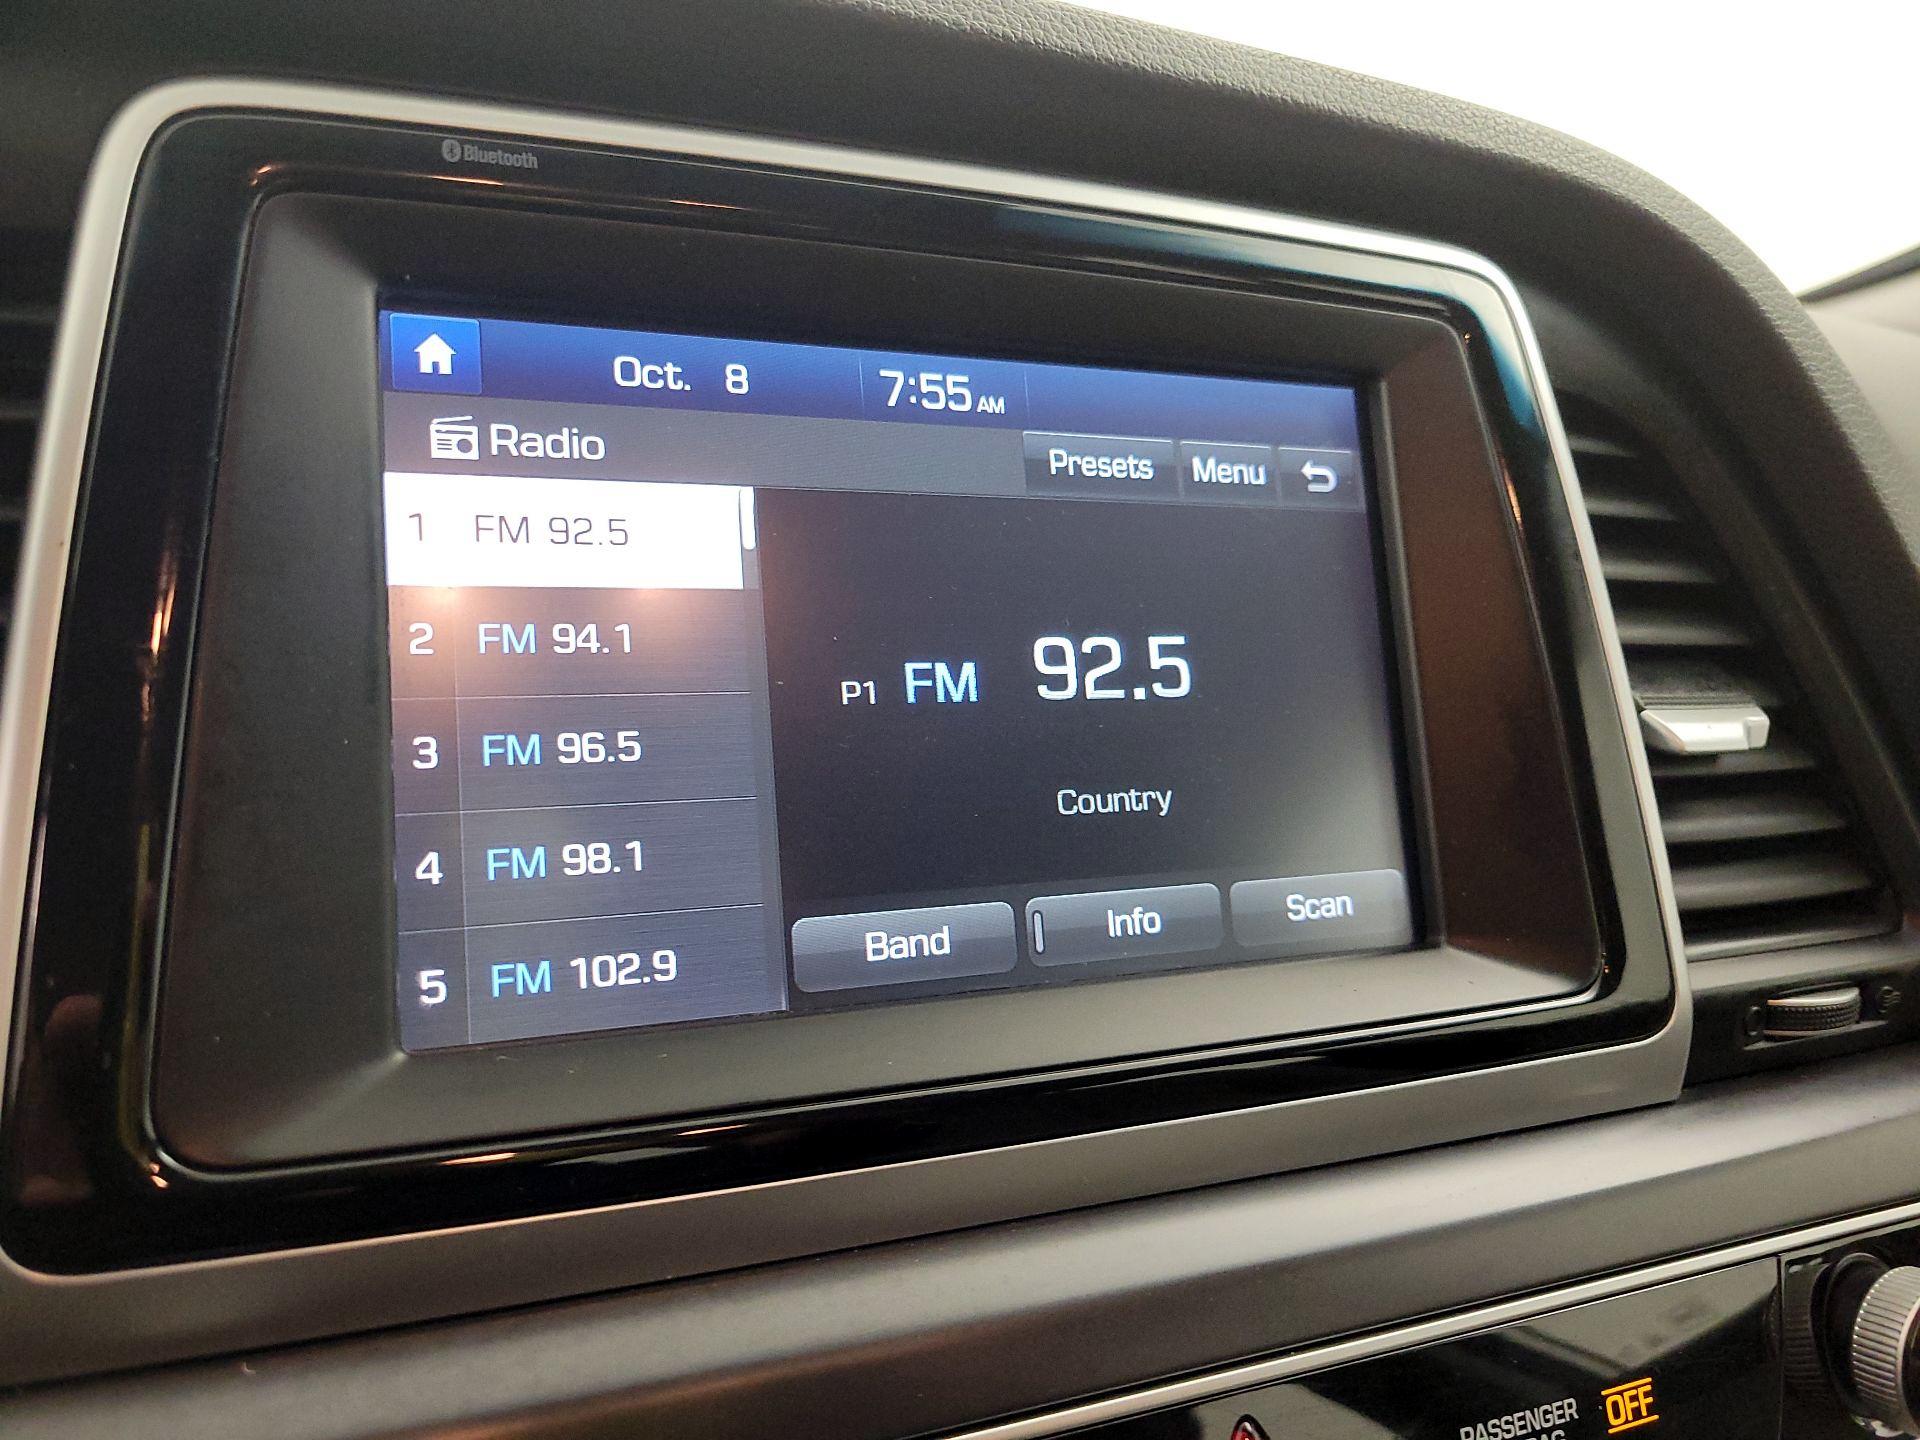 Bluetooth
Oct. 8 7:55 AM
Radio Presets Menu
1 FM 92.5
2 FM 94.1
3 FM 96.5
4 FM 98.1
5 FM 102.9
P1 FM 92.5
Country
Band Info Scan
PASSENGER OFF